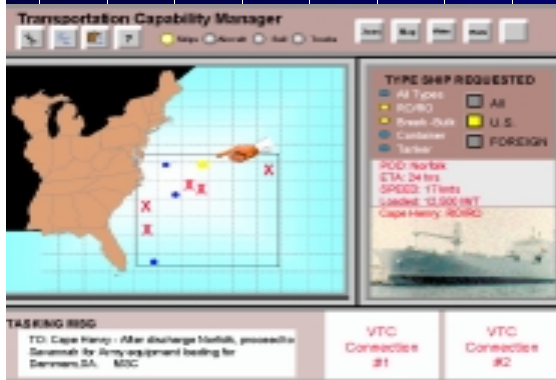 Transportation Capability Manager
? Ships Aircraft Rail Trucks
TYPE SHIP REQUESTED
All Types
RO/RO
Break-Bulk
Container
Tanker
All
U.S.
FOREIGN
POD: Norfolk
ETA: 24 hrs
SPEED: 17 knts
Loaded: 12,500 MT
Cape Henry: RO/RO
X
X X
X
X
TASKING MSG
TO: Cape Henry - After discharge Norfolk, proceed to
Savannah for Army equipment loading for
Dammam,SA. MSC
VTC
Connection
#1
VTC
Connection
#2